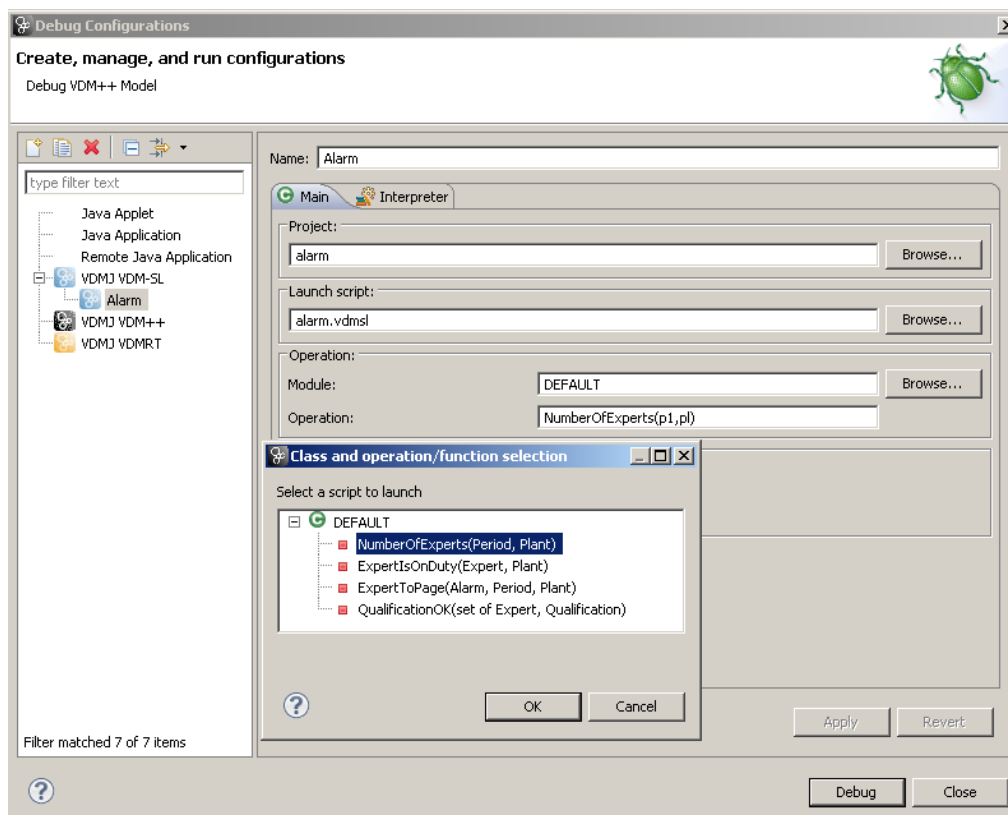 Debug Configurations
Create, manage, and run configurations
Debug VDM++ Model
type filter text
Java Applet
Java Application
Remote Java Application
VDMJ VDM-SL
Alarm
VDMJ VDM++
VDMJ VDMRT
Filter matched 7 of 7 items
Name: Alarm
Main Interpreter
Project:
alarm Browse...
Launch script:
alarm.vdmsl Browse...
Operation:
Module: DEFAULT Browse...
Operation: NumberOfExperts(p1,pl)
Class and operation/function selection
Select a script to launch
DEFAULT
NumberOfExperts(Period, Plant)
ExpertIsOnDuty(Expert, Plant)
ExpertToPage(Alarm, Period, Plant)
QualificationOK(set of Expert, Qualification)
OK Cancel
Apply Revert
Debug Close